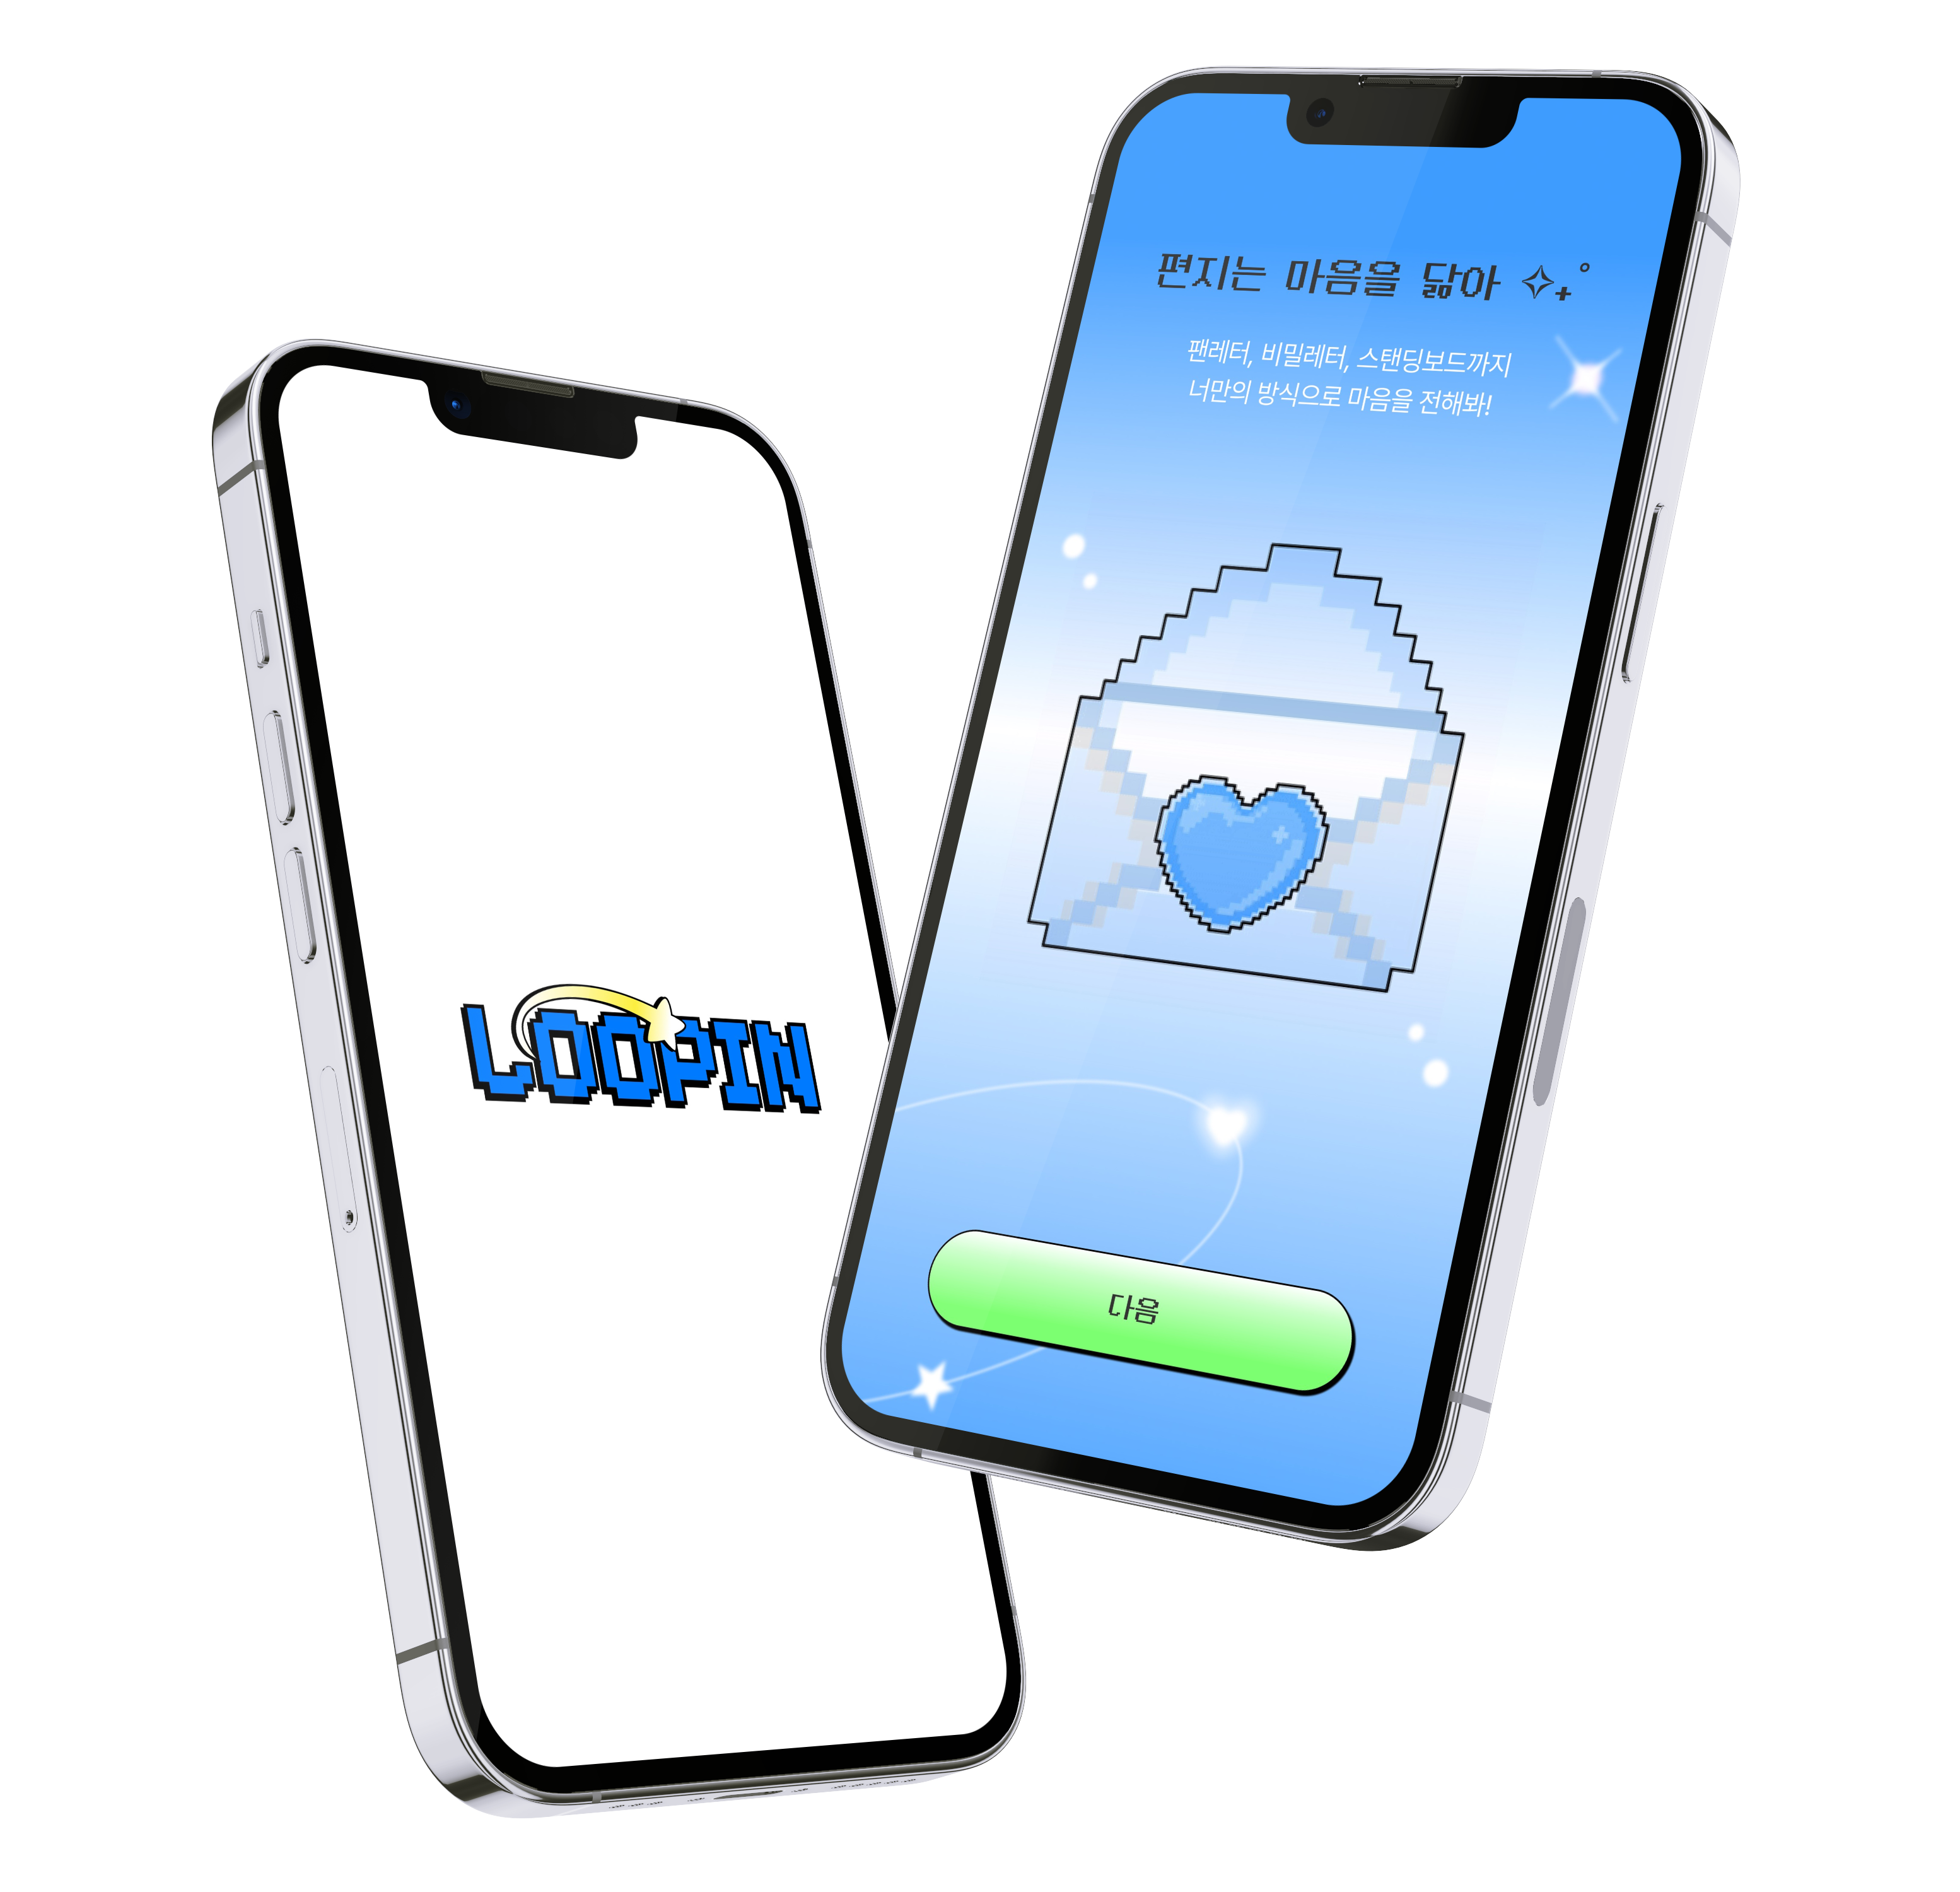 LOOPIN
편지는 마음을 닮아
팬레터, 비밀레터, 스탠딩보드까지
너만의 방식으로 마음을 전해봐!
다음